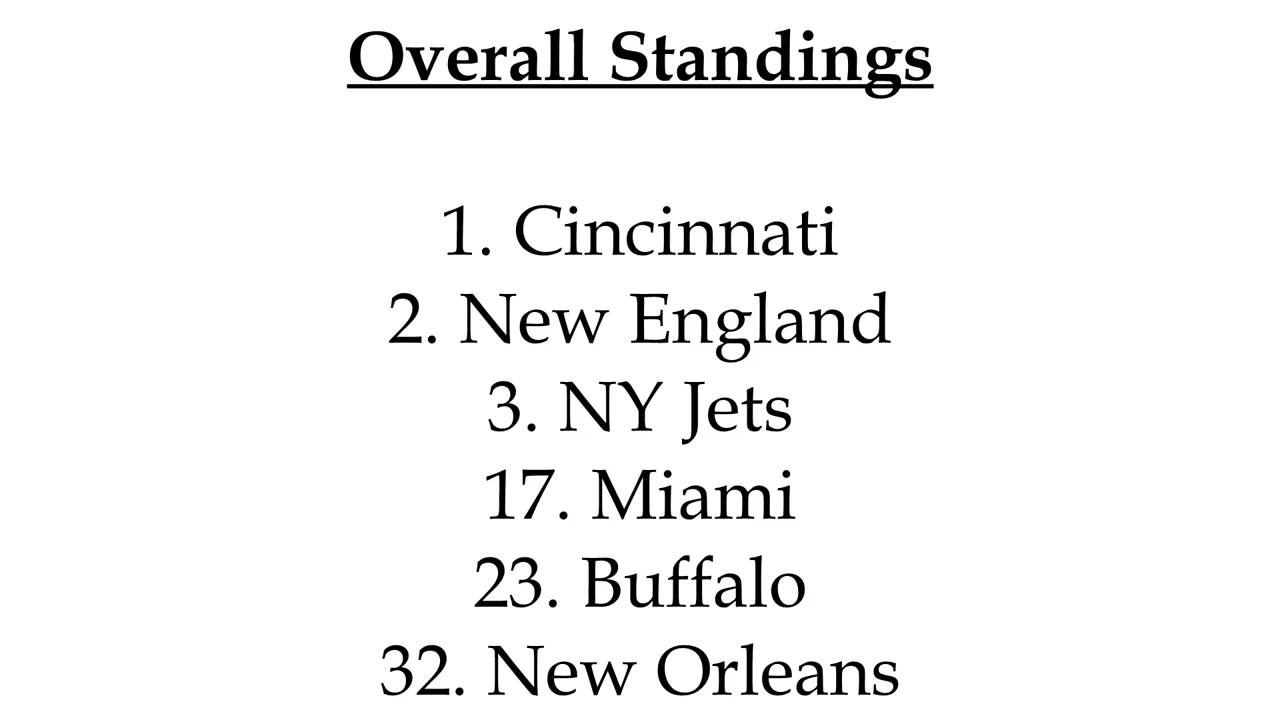 Overall Standings
1. Cincinnati
2. New England
3. NY Jets
17. Miami
23. Buffalo
32. New Orleans